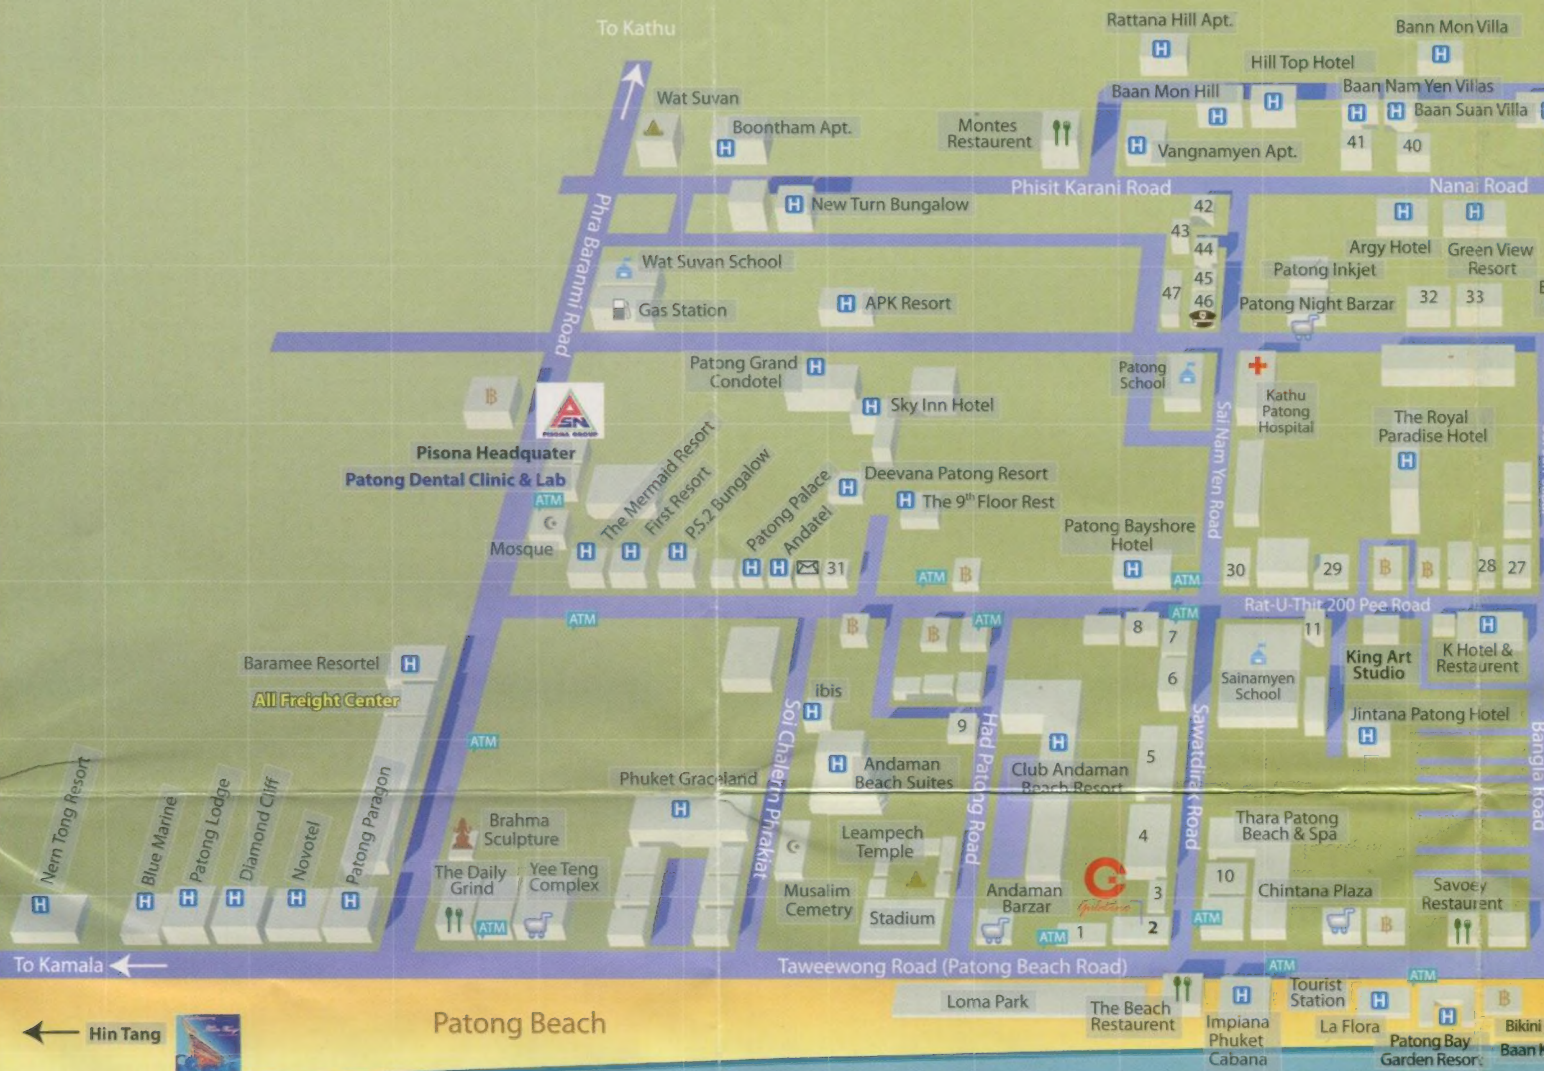 To Kathu
Rattana Hill Apt.
Bann Mon Villa
Hill Top Hotel
Baan Mon Hill
Baan Nam Yen Villas
Wat Suvan
Boontham Apt.
Montes
Restaurent
Baan Suan Villa
Vangnamyen Apt.
41
40
Phisit Karani Road
Nanai Road
New Turn Bungalow
42
43
44
Argy Hotel
Green View
Resort
Phra Baranmi Road
Wat Suvan School
Patong Inkjet
45
47
46
Gas Station
APK Resort
Patong Night Barzar
32
33
Patong Grand
Condotel
Patong
School
Sky Inn Hotel
Kathu
Patong
Hospital
The Royal
Paradise Hotel
PSN
PISONA GROUP
Pisona Headquater
Patong Dental Clinic & Lab
ATM
Mosque
The Mermaid Resort
First Resort
P.S.2 Bungalow
Patong Palace
Andatel
31
Deevana Patong Resort
The 9th Floor Rest
Sai Nam Yen Road
Patong Bayshore
Hotel
ATM
ATM
30
29
28
27
ATM
ATM
ATM
Rat-U-Thit 200 Pee Road
8
7
11
6
Baramee Resortel
All Freight Center
ibis
Sainamyen
School
King Art
Studio
K Hotel &
Restaurent
Soi Chalerm Phrakiat
9
Had Patong Road
Sawatdirak Road
Jintana Patong Hotel
Bangla Road
ATM
5
Phuket Graceland
Andaman
Beach Suites
Club Andaman
Beach Resort
Nern Tong Resort
Blue Marine
Patong Lodge
Diamond Cliff
Novotel
Patong Paragon
Brahma
Sculpture
Leampech
Temple
4
Thara Patong
Beach & Spa
The Daily
Grind
Yee Teng
Complex
Musalim
Cemetry
Andaman
Barzar
3
10
Chintana Plaza
Savoey
Restaurent
Stadium
ATM
ATM
1
2
ATM
To Kamala
Taweewong Road (Patong Beach Road)
ATM
ATM
Loma Park
The Beach
Restaurent
Impiana
Phuket
Cabana
Tourist
Station
La Flora
Patong Bay
Garden Resort
Bikini
Baan K
Hin Tang
Patong Beach